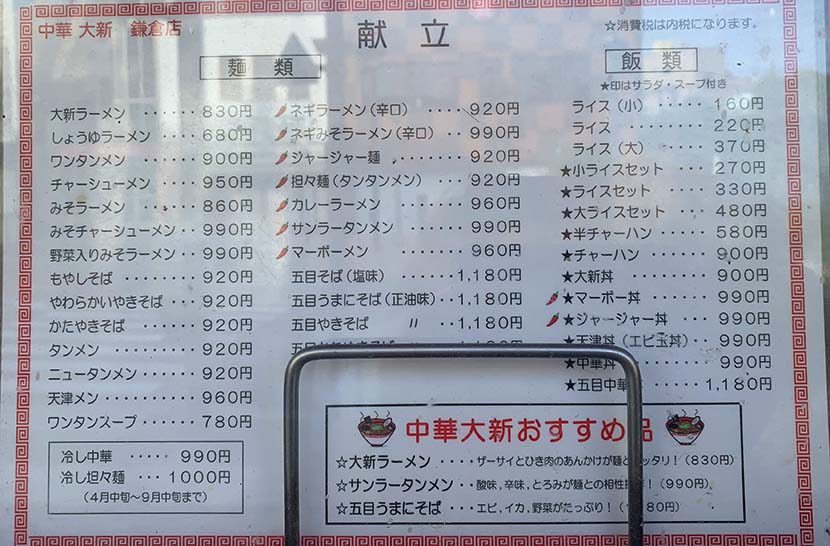 中華 大新 鎌倉店
献立
☆消費税は内税になります。
麺類
大新ラーメン ････ 830円
しょうゆラーメン ････ 680円
ワンタンメン ････ 900円
チャーシューメン ････ 950円
みそラーメン ････ 860円
みそチャーシューメン ･･ 990円
野菜入りみそラーメン ･･ 990円
もやしそば ････ 920円
やわらかいやきそば ･･･ 920円
かたやきそば ･････ 920円
タンメン ･････ 920円
ニュータンメン ････ 920円
天津メン ･････ 960円
ワンタンスープ ････ 780円
冷し中華 ････ 990円
冷し坦々麺 ･･･ 1000円
(4月中旬〜9月中旬まで)
ネギラーメン(辛口) ････ 920円
ネギみそラーメン(辛口) ･･ 990円
ジャージャー麺 ････ 920円
担々麺(タンタンメン) ････ 920円
カレーラーメン ････ 960円
サンラータンメン ････ 990円
マーボーメン ････ 960円
五目そば(塩味) ････ 1,180円
五目うまにそば(正油味) ･･ 1,180円
五目やきそば 〃 ･･ 1,180円
飯類
★印はサラダ・スープ付き
ライス(小) ･････ 160円
ライス ････ 220円
ライス(大) ････ 370円
★小ライスセット ････ 270円
★ライスセット ････ 330円
★大ライスセット ･･･ 480円
★半チャーハン ････ 580円
★チャーハン ････ 900円
★大新丼 ････ 900円
★マーボー丼 ････ 990円
★ジャージャー丼 ････ 990円
★天津丼(エビ玉丼) ･･ 990円
★中華丼 ････ 990円
★五目中華 ･･ 1,180円
中華大新おすすめ品
☆大新ラーメン ････ ザーサイとひき肉のあんかけが麺と ッタリ!(830円)
☆サンラータンメン ･･ 酸味,辛味,とろみが麺との相性 !(990円)
☆五目うまにそば ･･･ エビ,イカ,野菜がたっぷり!( 180円)